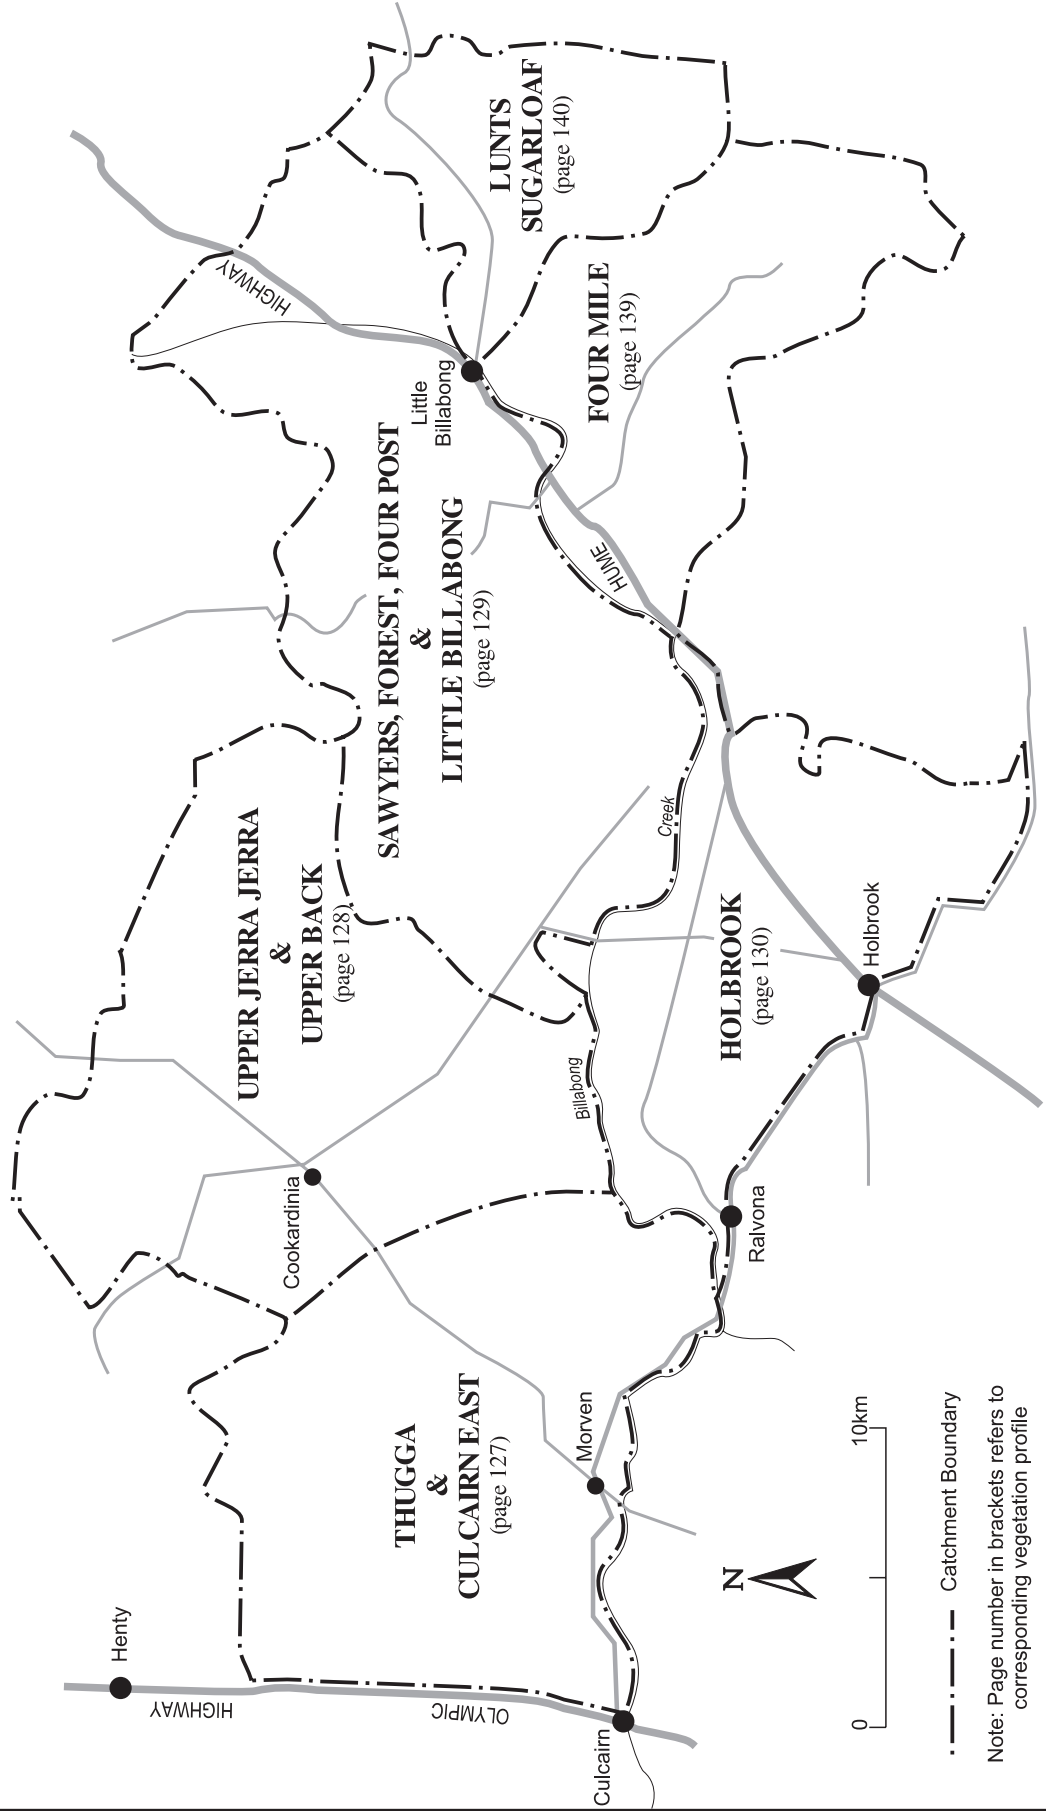 Henty
HIGHWAY
OLYMPIC
Culcairn
THUGGA
&
CULCAIRN EAST
(page 127)
Morven
Cookardinia
UPPER JERRA JERRA
&
UPPER BACK
(page 128)
Billabong
Creek
Ralvona
HOLBROOK
(page 130)
Holbrook
SAWYERS, FOREST, FOUR POST
&
LITTLE BILLABONG
(page 129)
Little
Billabong
HUME
HIGHWAY
FOUR MILE
(page 139)
LUNTS
SUGARLOAF
(page 140)
N
0
10km
Catchment Boundary
Note: Page number in brackets refers to
corresponding vegetation profile